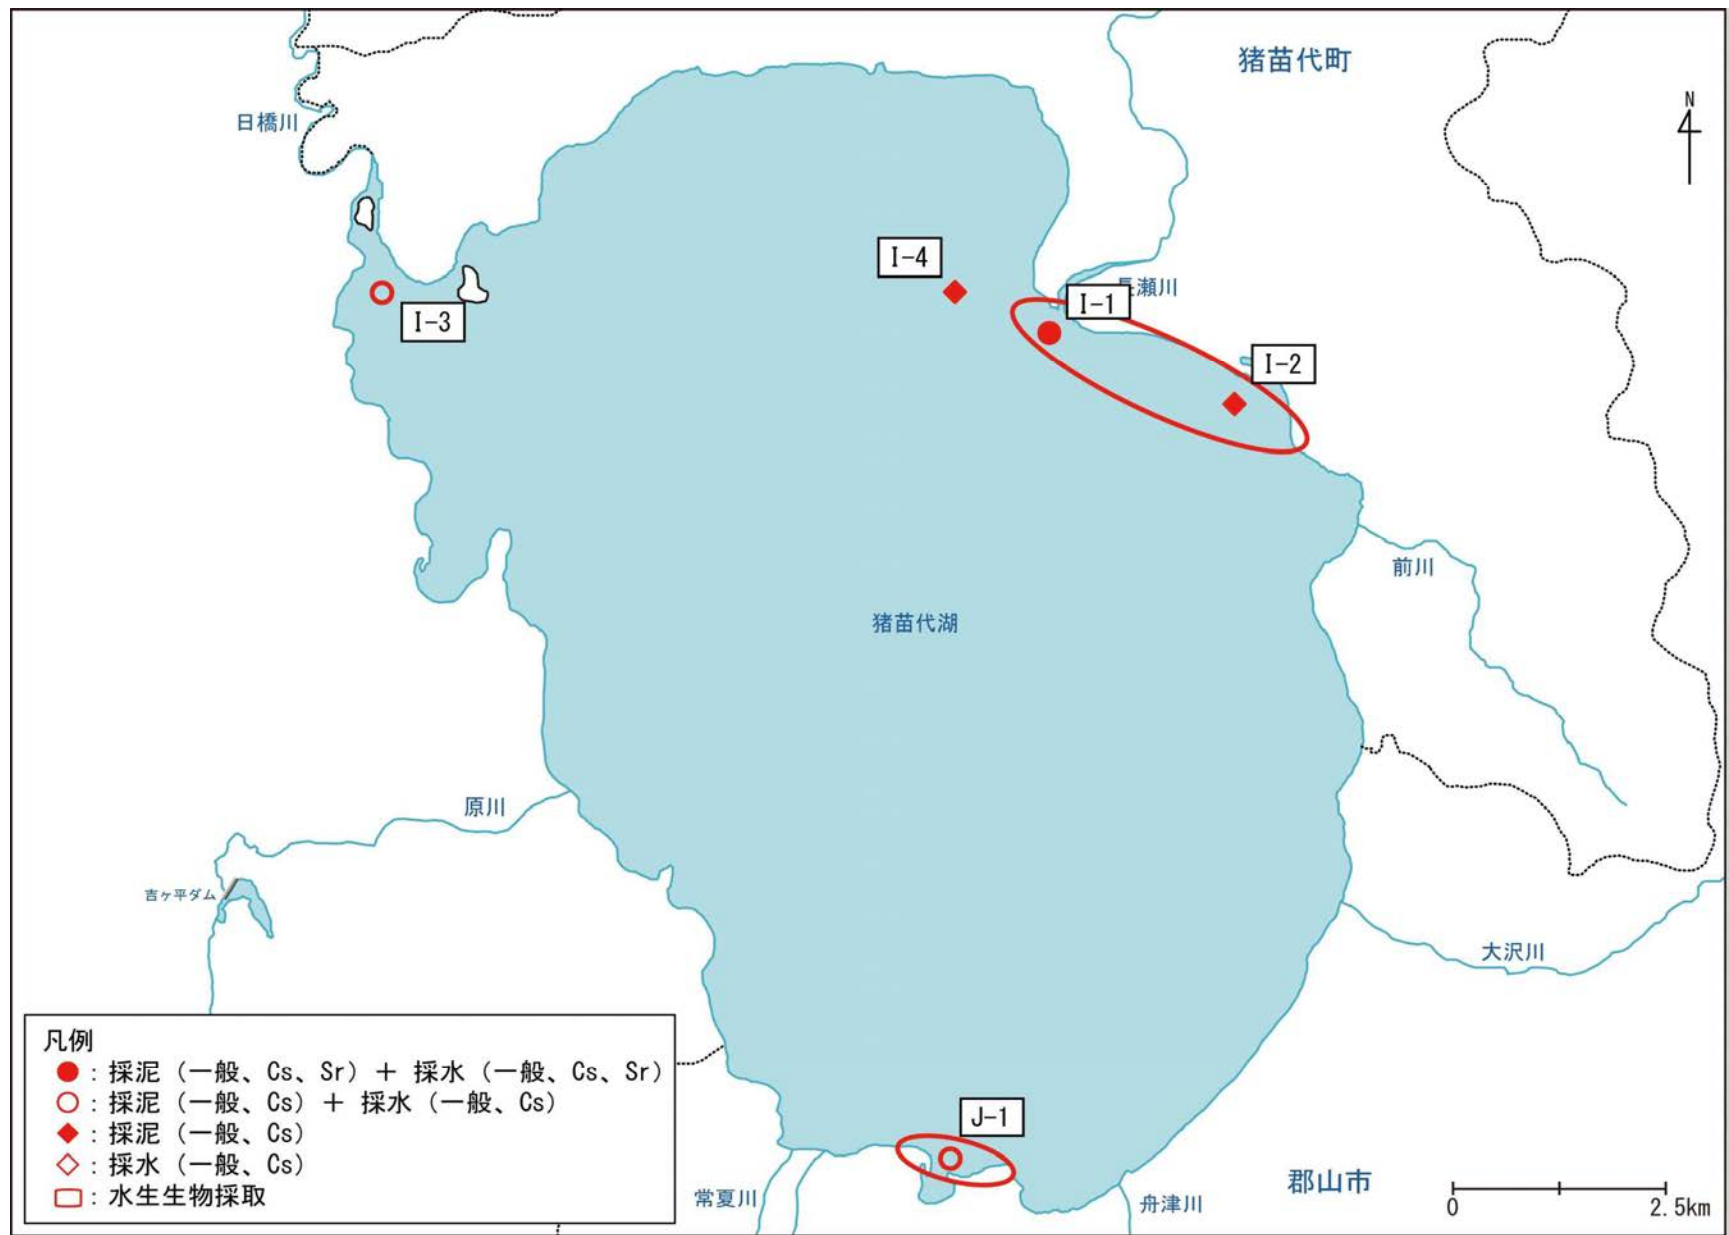 猪苗代町
N
日橋川
I-4
長瀬川
I-1
I-3
I-2
前川
猪苗代湖
原川
吉ヶ平ダム
大沢川
凡例
：採泥（一般、Cs、Sr）＋ 採水（一般、Cs、Sr）
：採泥（一般、Cs）＋ 採水（一般、Cs）
：採泥（一般、Cs）
：採水（一般、Cs）
：水生生物採取
J-1
常夏川
舟津川
郡山市
0 2.5km